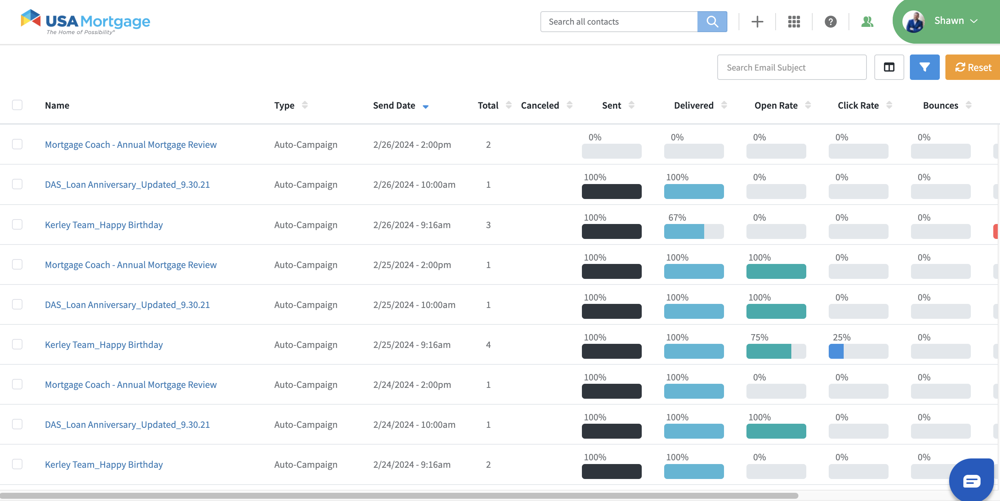 USA Mortgage
The Home of Possibility®
Search all contacts
?
Shawn
Search Email Subject
Reset
Name Type Send Date Total Canceled Sent Delivered Open Rate Click Rate Bounces
Mortgage Coach - Annual Mortgage Review Auto-Campaign 2/26/2024 - 2:00pm 2 0% 0% 0% 0% 0%
DAS_Loan Anniversary_Updated_9.30.21 Auto-Campaign 2/26/2024 - 10:00am 1 100% 100% 0% 0% 0%
Kerley Team_Happy Birthday Auto-Campaign 2/26/2024 - 9:16am 3 100% 67% 0% 0% 0%
Mortgage Coach - Annual Mortgage Review Auto-Campaign 2/25/2024 - 2:00pm 1 100% 100% 100% 0% 0%
DAS_Loan Anniversary_Updated_9.30.21 Auto-Campaign 2/25/2024 - 10:00am 1 100% 100% 100% 0% 0%
Kerley Team_Happy Birthday Auto-Campaign 2/25/2024 - 9:16am 4 100% 100% 75% 25% 0%
Mortgage Coach - Annual Mortgage Review Auto-Campaign 2/24/2024 - 2:00pm 1 100% 100% 0% 0% 0%
DAS_Loan Anniversary_Updated_9.30.21 Auto-Campaign 2/24/2024 - 10:00am 1 100% 100% 100% 0% 0%
Kerley Team_Happy Birthday Auto-Campaign 2/24/2024 - 9:16am 2 100% 100% 0% 0% 0%